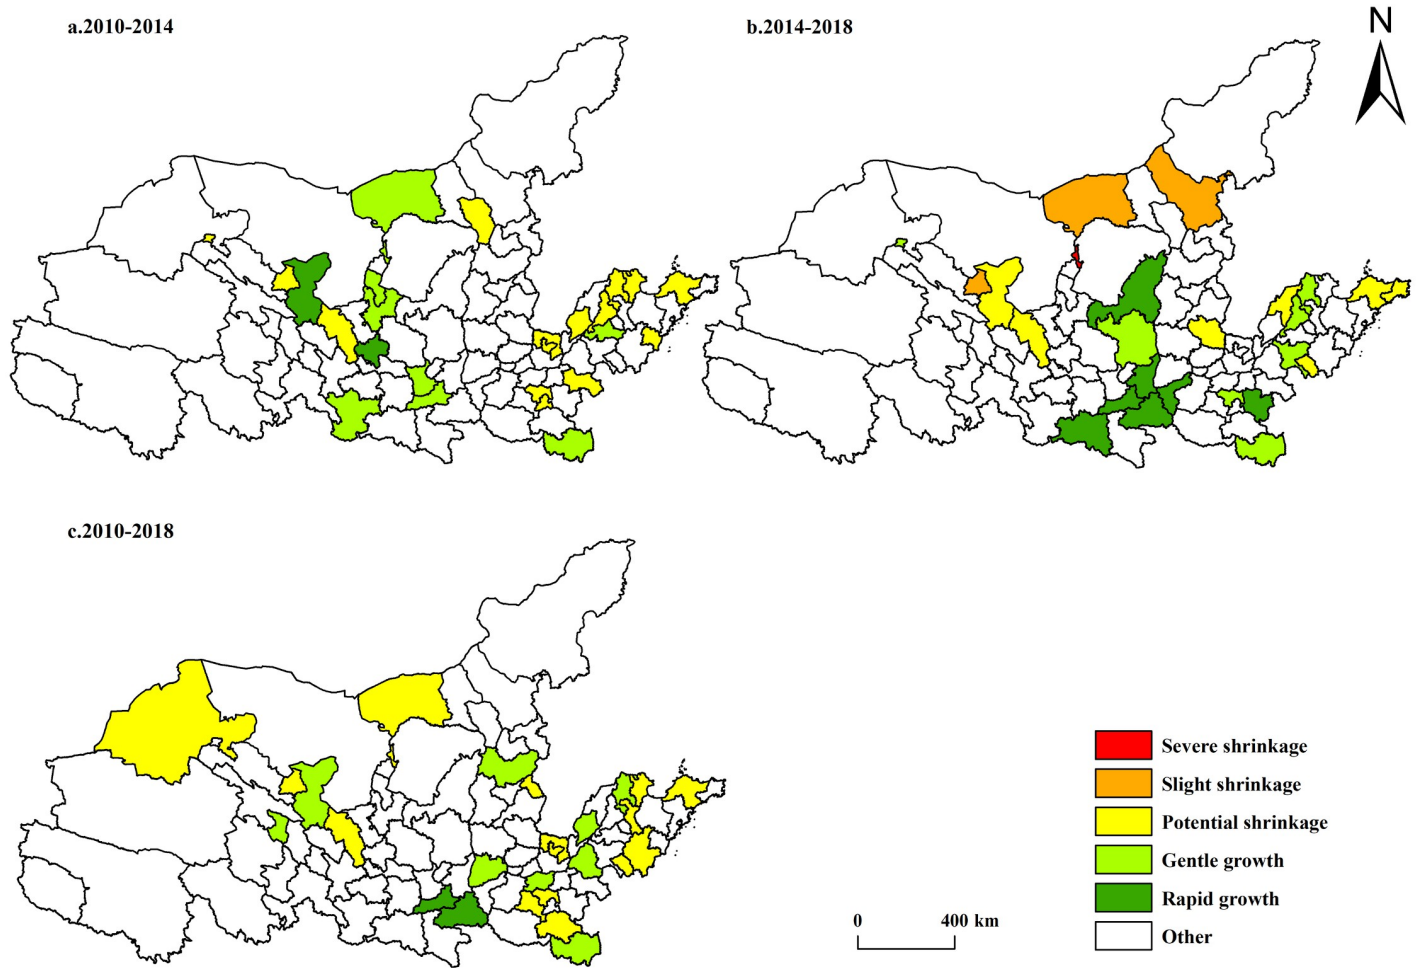 a.2010-2014
b.2014-2018
N
c.2010-2018
Severe shrinkage
Slight shrinkage
Potential shrinkage
Gentle growth
Rapid growth
Other
0 400 km